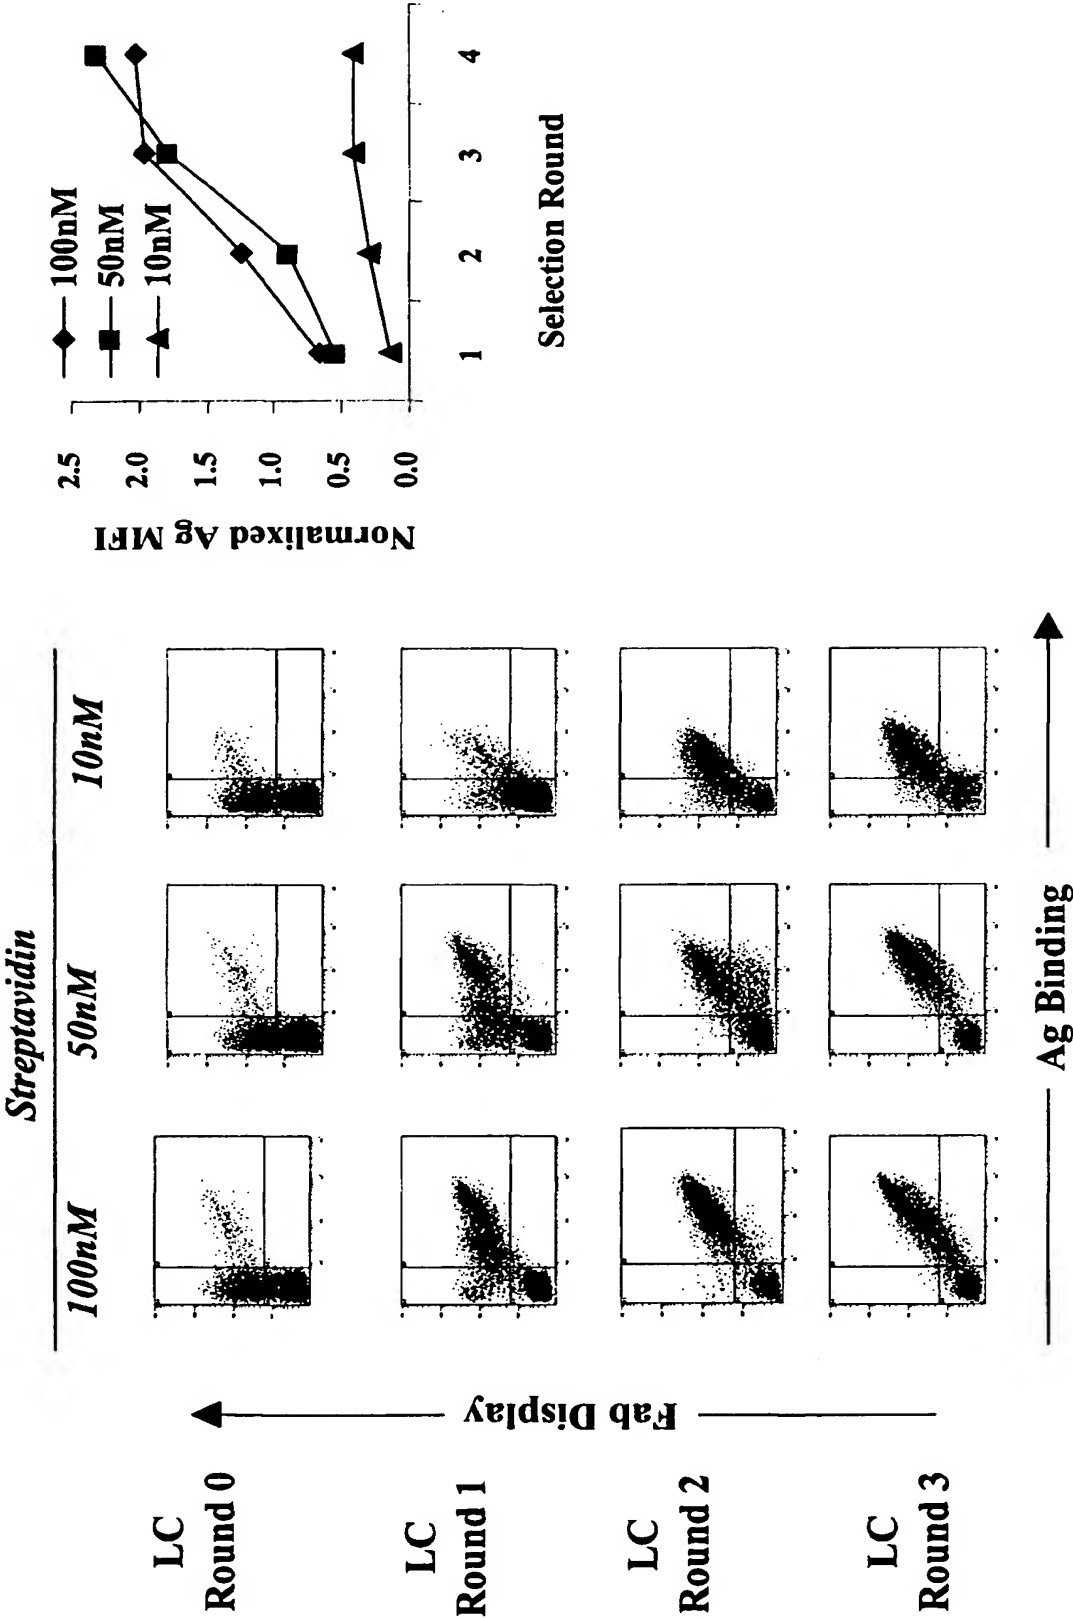 Streptavidin
100nM 50nM 10nM
LC
Round 0
LC
Round 1
LC
Round 2
LC
Round 3
Fab Display
Ag Binding
100nM
50nM
10nM
Normalixed Ag MFI
2.5
2.0
1.5
1.0
0.5
0.0
1 2 3 4
Selection Round